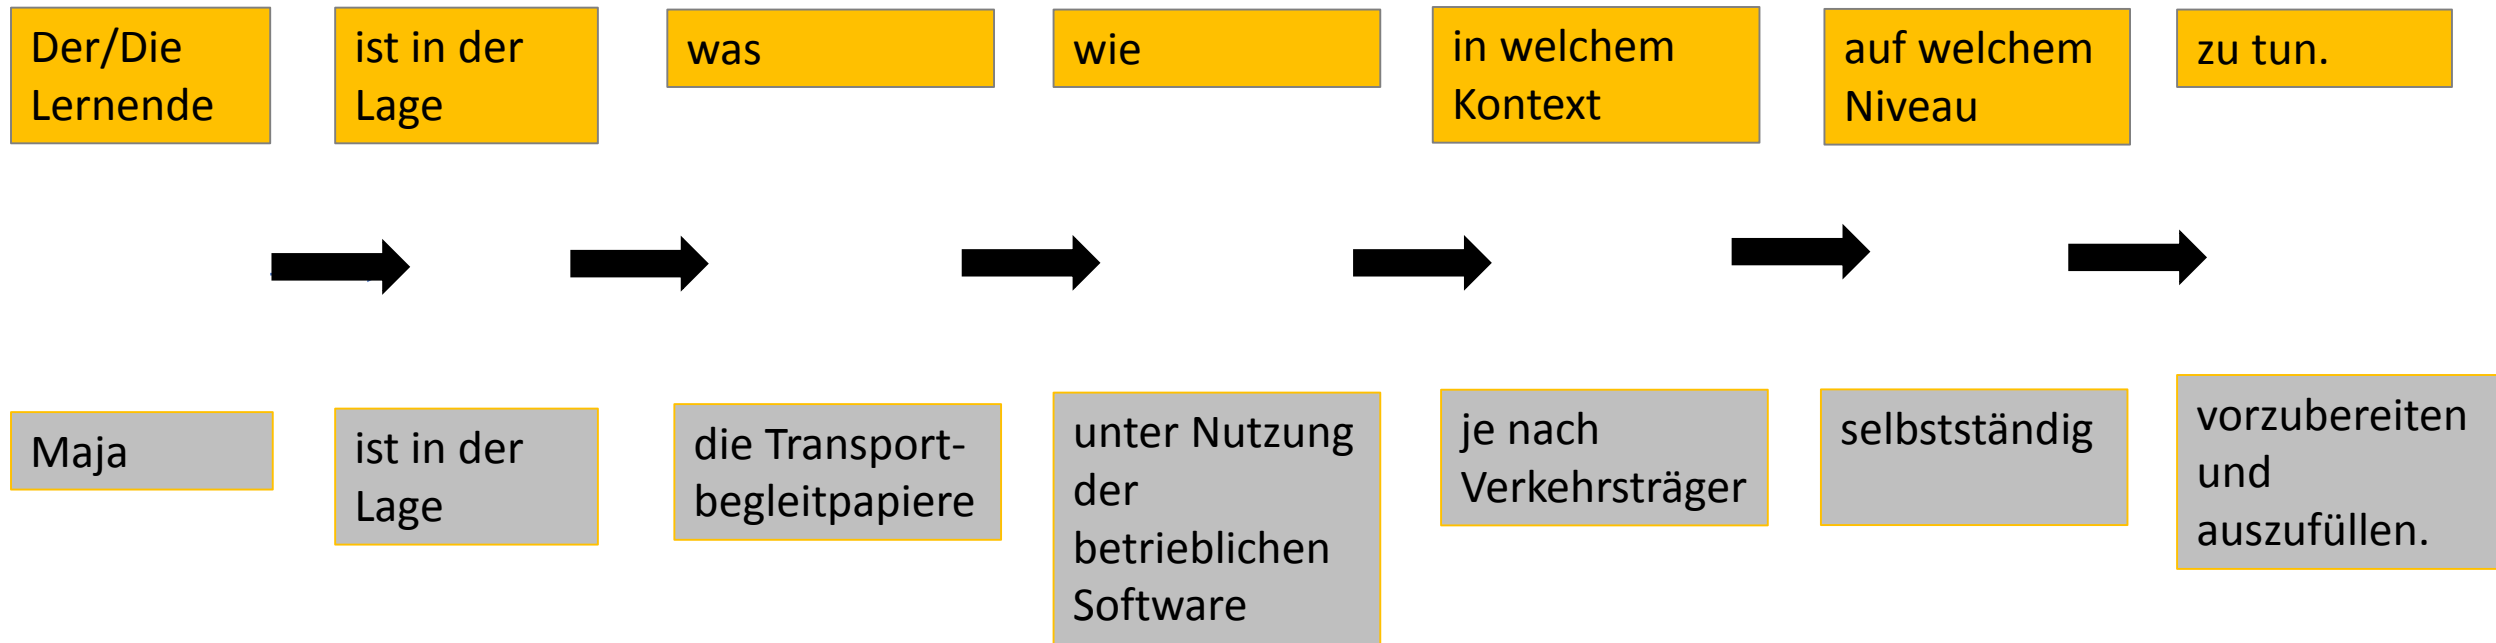 Der/Die
Lernende
ist in der
Lage
was
wie
in welchem
Kontext
auf welchem
Niveau
zu tun.
Maja
ist in der
Lage
die Transport-
begleitpapiere
unter Nutzung
der
betrieblichen
Software
je nach
Verkehrsträger
selbstständig
vorzubereiten
und
auszufüllen.